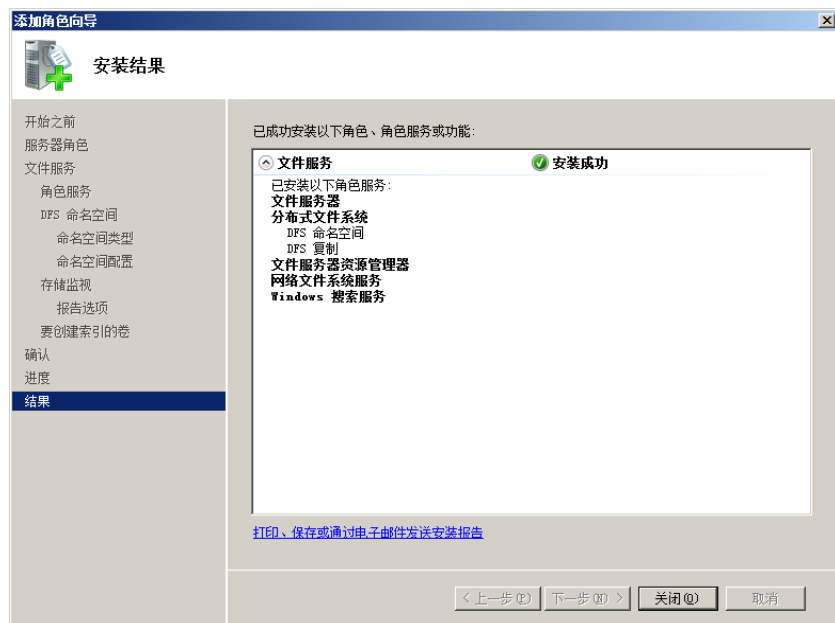 添加角色向导
安装结果
开始之前
服务器角色
文件服务
角色服务
DFS 命名空间
命名空间类型
命名空间配置
存储监视
报告选项
要创建索引的卷
确认
进度
结果
已成功安装以下角色、角色服务或功能:
文件服务 安装成功
已安装以下角色服务:
文件服务器
分布式文件系统
DFS 命名空间
DFS 复制
文件服务器资源管理器
网络文件系统服务
Windows 搜索服务
打印、保存或通过电子邮件发送安装报告
< 上一步(P) 下一步(N) > 关闭(O) 取消